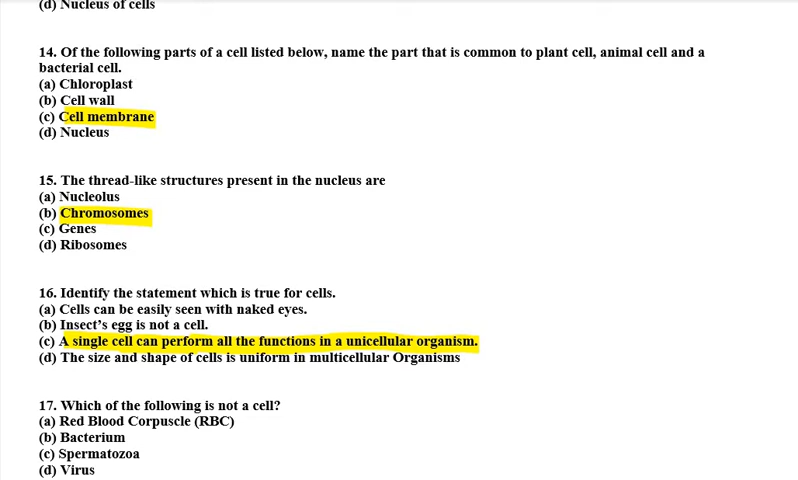 (d) Nucleus of cells
14. Of the following parts of a cell listed below, name the part that is common to plant cell, animal cell and a
bacterial cell.
(a) Chloroplast
(b) Cell wall
(c) Cell membrane
(d) Nucleus
15. The thread-like structures present in the nucleus are
(a) Nucleolus
(b) Chromosomes
(c) Genes
(d) Ribosomes
16. Identify the statement which is true for cells.
(a) Cells can be easily seen with naked eyes.
(b) Insect’s egg is not a cell.
(c) A single cell can perform all the functions in a unicellular organism.
(d) The size and shape of cells is uniform in multicellular Organisms
17. Which of the following is not a cell?
(a) Red Blood Corpuscle (RBC)
(b) Bacterium
(c) Spermatozoa
(d) Virus